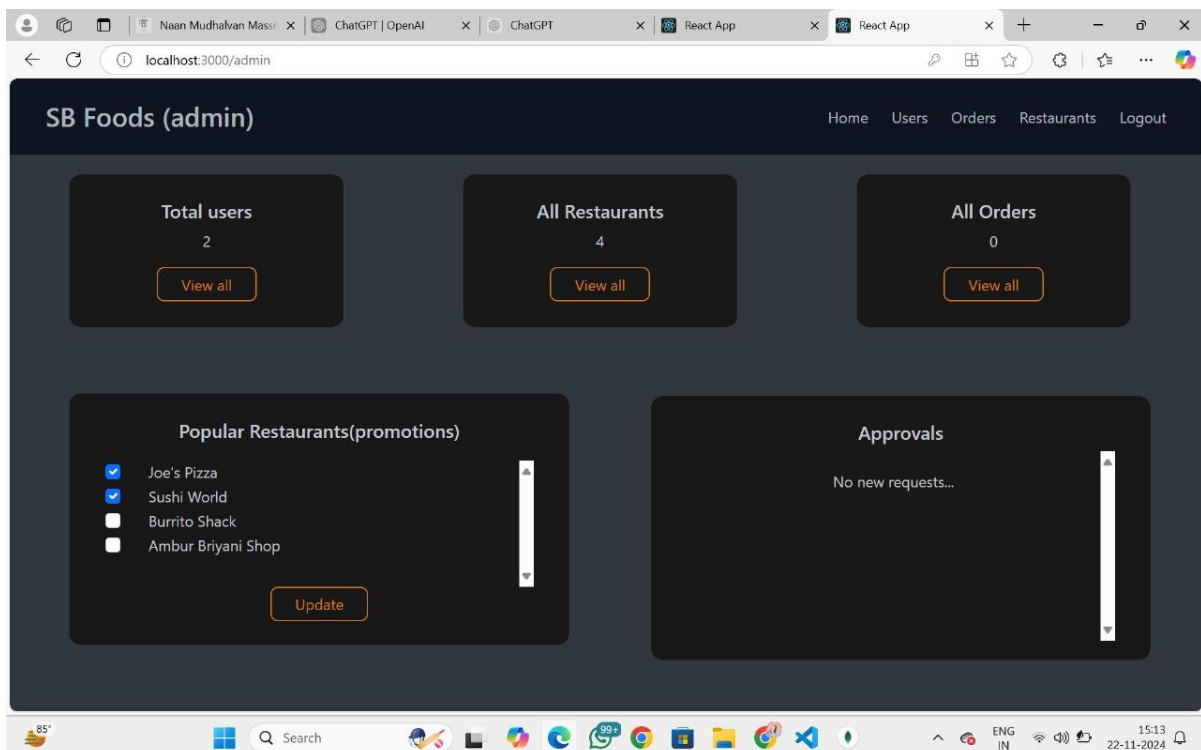 Naan Mudhalvan Massi
ChatGPT | OpenAI
ChatGPT
React App
React App
localhost:3000/admin
SB Foods (admin)
Home Users Orders Restaurants Logout
Total users
2
View all
All Restaurants
4
View all
All Orders
0
View all
Popular Restaurants(promotions)
Joe's Pizza
Sushi World
Burrito Shack
Ambur Briyani Shop
Update
Approvals
No new requests...
85°
Search
99+
ENG
IN
15:13
22-11-2024